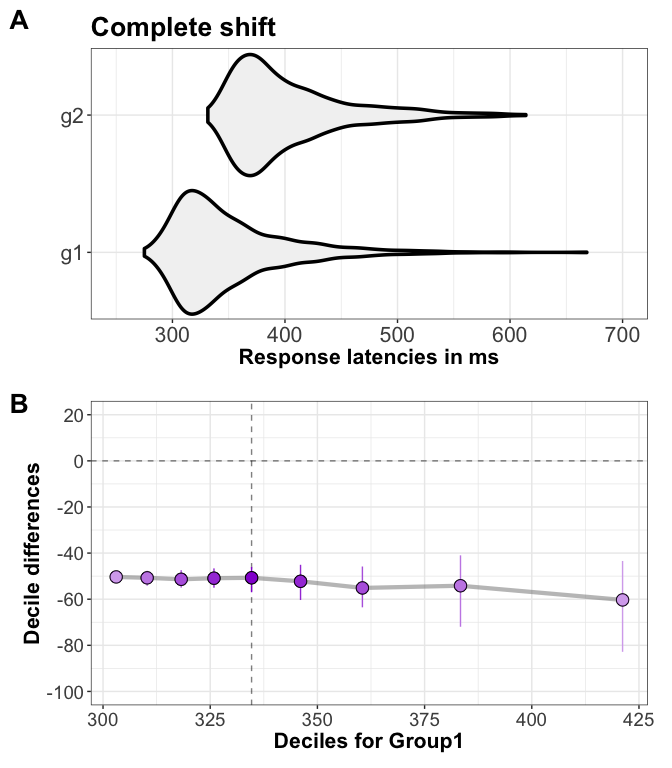 A
Complete shift
g2
g1
300 400 500 600 700
Response latencies in ms
B
20
0
-20
-40
-60
-80
-100
Decile differences
300 325 350 375 400 425
Deciles for Group1